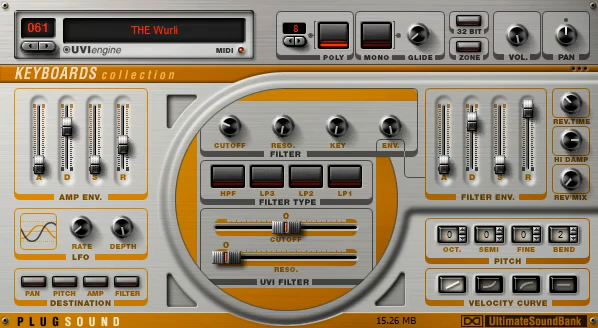 061
THE Wurli
UVI engine
MIDI
8
POLY
MONO
GLIDE
32 BIT
ZONE
VOL.
PAN
KEYBOARDS collection
A D S R
AMP ENV.
CUTOFF RESO. KEY ENV.
FILTER
HPF LP3 LP2 LP1
FILTER TYPE
0
CUTOFF
0
RESO.
UVI FILTER
A D S R
FILTER ENV.
REV.TIME
HI DAMP
REV'MIX
RATE DEPTH
LFO
PAN PITCH AMP FILTER
DESTINATION
0 0 0 2
OCT. SEMI FINE BEND
PITCH
VELOCITY CURVE
PLUGSOUND
15.26 MB
UltimateSoundBank